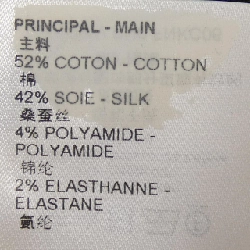 PRINCIPAL - MAIN
主料
52% COTON - COTTON
棉
42% SOIE - SILK
桑蚕丝
4% POLYAMIDE -
POLYAMIDE
锦纶
2% ELASTHANNE -
ELASTANE
氨纶